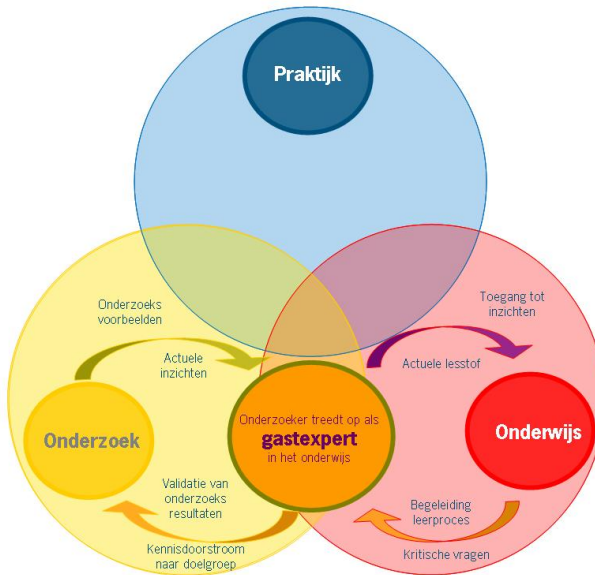 Praktijk
Onderzoeks
voorbeelden
Actuele
inzichten
Toegang tot
inzichten
Actuele lesstof
Onderzoek
Onderzoeker treedt op als
gastexpert
in het onderwijs
Onderwijs
Validatie van
onderzoeks
resultaten
Kennisdoorstroom
naar doelgroep
Begeleiding
leerproces
Kritische vragen